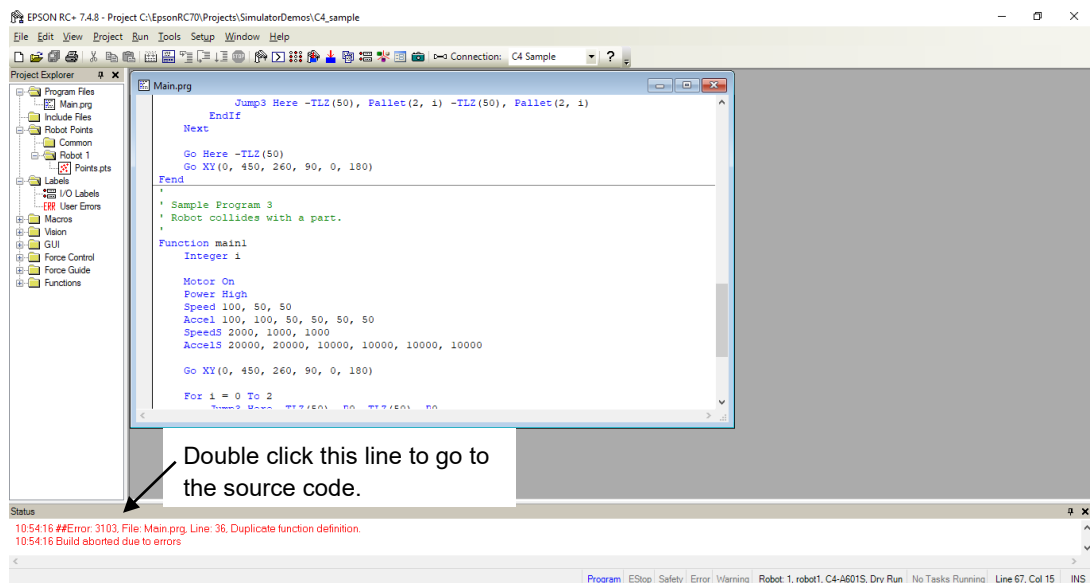 EPSON RC+ 7.4.8 - Project C:\EpsonRC70\Projects\SimulatorDemos\C4_sample
File Edit View Project Run Tools Setup Window Help
Connection: C4 Sample
Project Explorer
Program Files
Main.prg
Include Files
Robot Points
Common
Robot 1
Points.pts
Labels
I/O Labels
ERR User Errors
Macros
Vision
GUI
Force Control
Force Guide
Functions
Main.prg
Jump3 Here -TLZ(50), Pallet(2, i) -TLZ(50), Pallet(2, i)
EndIf
Next
Go Here -TLZ(50)
Go XY(0, 450, 260, 90, 0, 180)
Fend
'
' Sample Program 3
' Robot collides with a part.
'
Function main1
Integer i
Motor On
Power High
Speed 100, 50, 50
Accel 100, 100, 50, 50, 50, 50
SpeedS 2000, 1000, 1000
AccelS 20000, 20000, 10000, 10000, 10000, 10000
Go XY(0, 450, 260, 90, 0, 180)
For i = 0 To 2
Double click this line to go to
the source code.
Status
10:54:16 ##Error: 3103, File: Main.prg, Line: 36, Duplicate function definition.
10:54:16 Build aborted due to errors
Program EStop Safety Error Warning Robot: 1, robot1, C4-A601S, Dry Run No Tasks Running Line 67, Col 15 INS